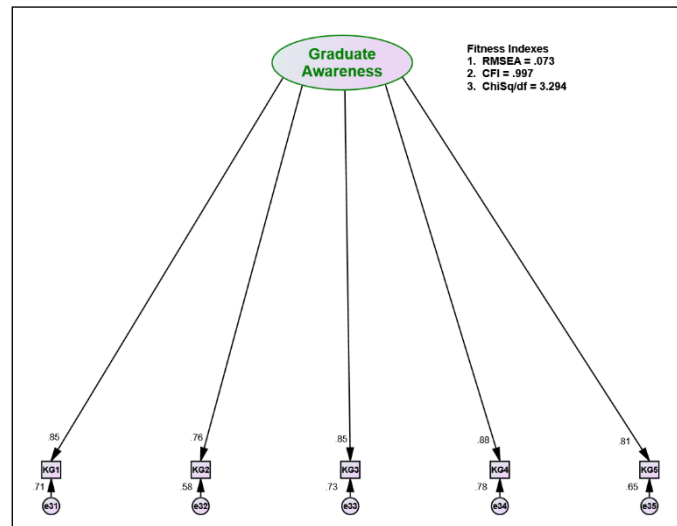 Graduate
Awareness
Fitness Indexes
1. RMSEA = .073
2. CFI = .997
3. ChiSq/df = 3.294
.85
.76
.85
.88
.81
KG1
KG2
KG3
KG4
KG5
.71
.58
.73
.78
.65
e31
e32
e33
e34
e35